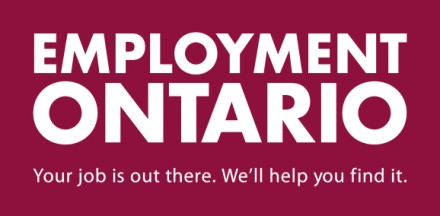 EMPLOYMENT
ONTARIO
Your job is out there. We’ll help you find it.